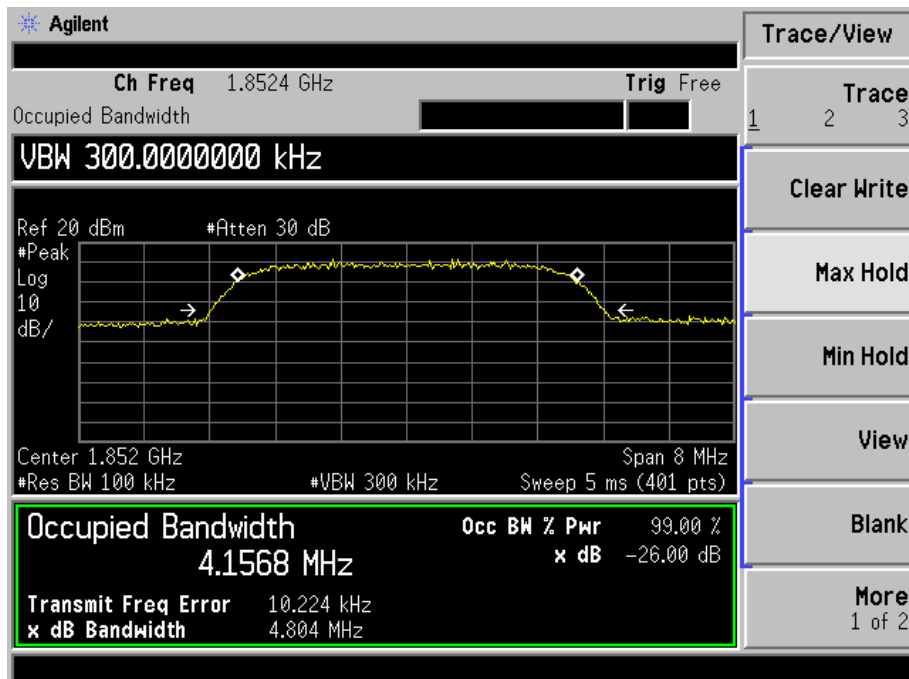 Agilent
Trace/View
Ch Freq 1.8524 GHz Trig Free
Occupied Bandwidth
VBW 300.0000000 kHz
Ref 20 dBm #Atten 30 dB
#Peak
Log
10
dB/
Center 1.852 GHz Span 8 MHz
#Res BW 100 kHz #VBW 300 kHz Sweep 5 ms (401 pts)
Occupied Bandwidth
4.1568 MHz
Occ BW % Pwr 99.00 %
x dB -26.00 dB
Transmit Freq Error 10.224 kHz
x dB Bandwidth 4.804 MHz
Trace
1 2 3
Clear Write
Max Hold
Min Hold
View
Blank
More
1 of 2